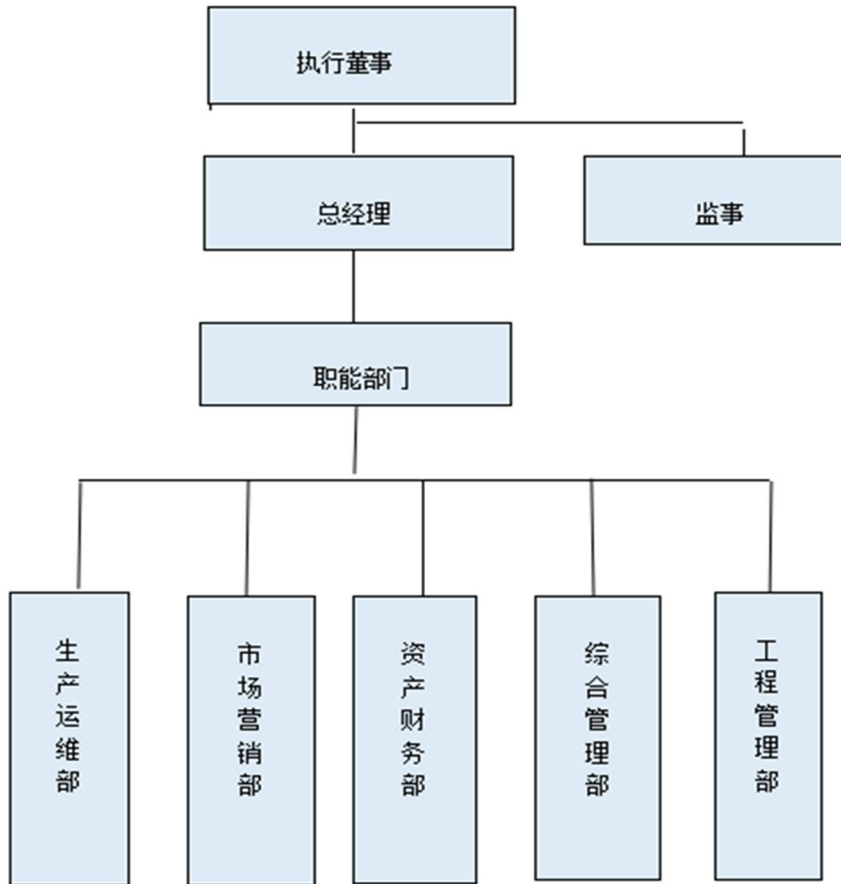 执行董事
总经理
监事
职能部门
生产运维部
市场营销部
资产财务部
综合管理部
工程管理部